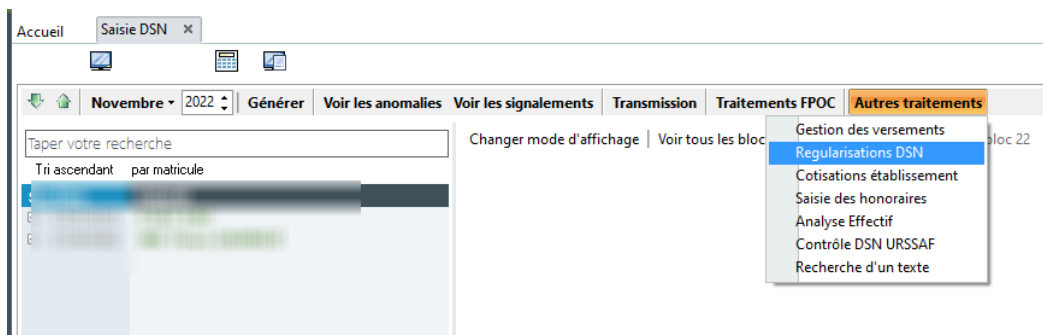 Accueil Saisie DSN ×
Novembre 2022 Générer Voir les anomalies Voir les signalements Transmission Traitements FPOC Autres traitements
Taper votre recherche
Tri ascendant par matricule
Changer mode d'affichage | Voir tous les bloc bloc 22
Gestion des versements
Regularisations DSN
Cotisations établissement
Saisie des honoraires
Analyse Effectif
Contrôle DSN URSSAF
Recherche d'un texte